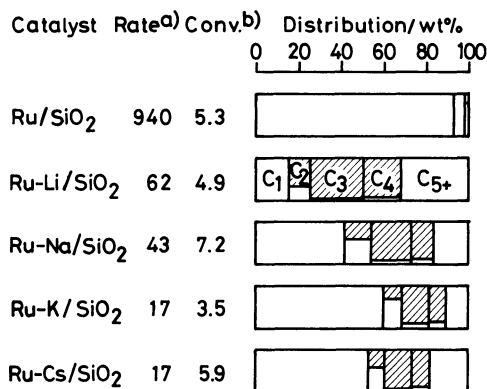 Catalyst Rate a) Conv. b) Distribution/wt%
0 20 40 60 80 100
Ru/SiO2 940 5.3
Ru-Li/SiO2 62 4.9 C1 C2 C3 C4 C5+
Ru-Na/SiO2 43 7.2
Ru-K/SiO2 17 3.5
Ru-Cs/SiO2 17 5.9